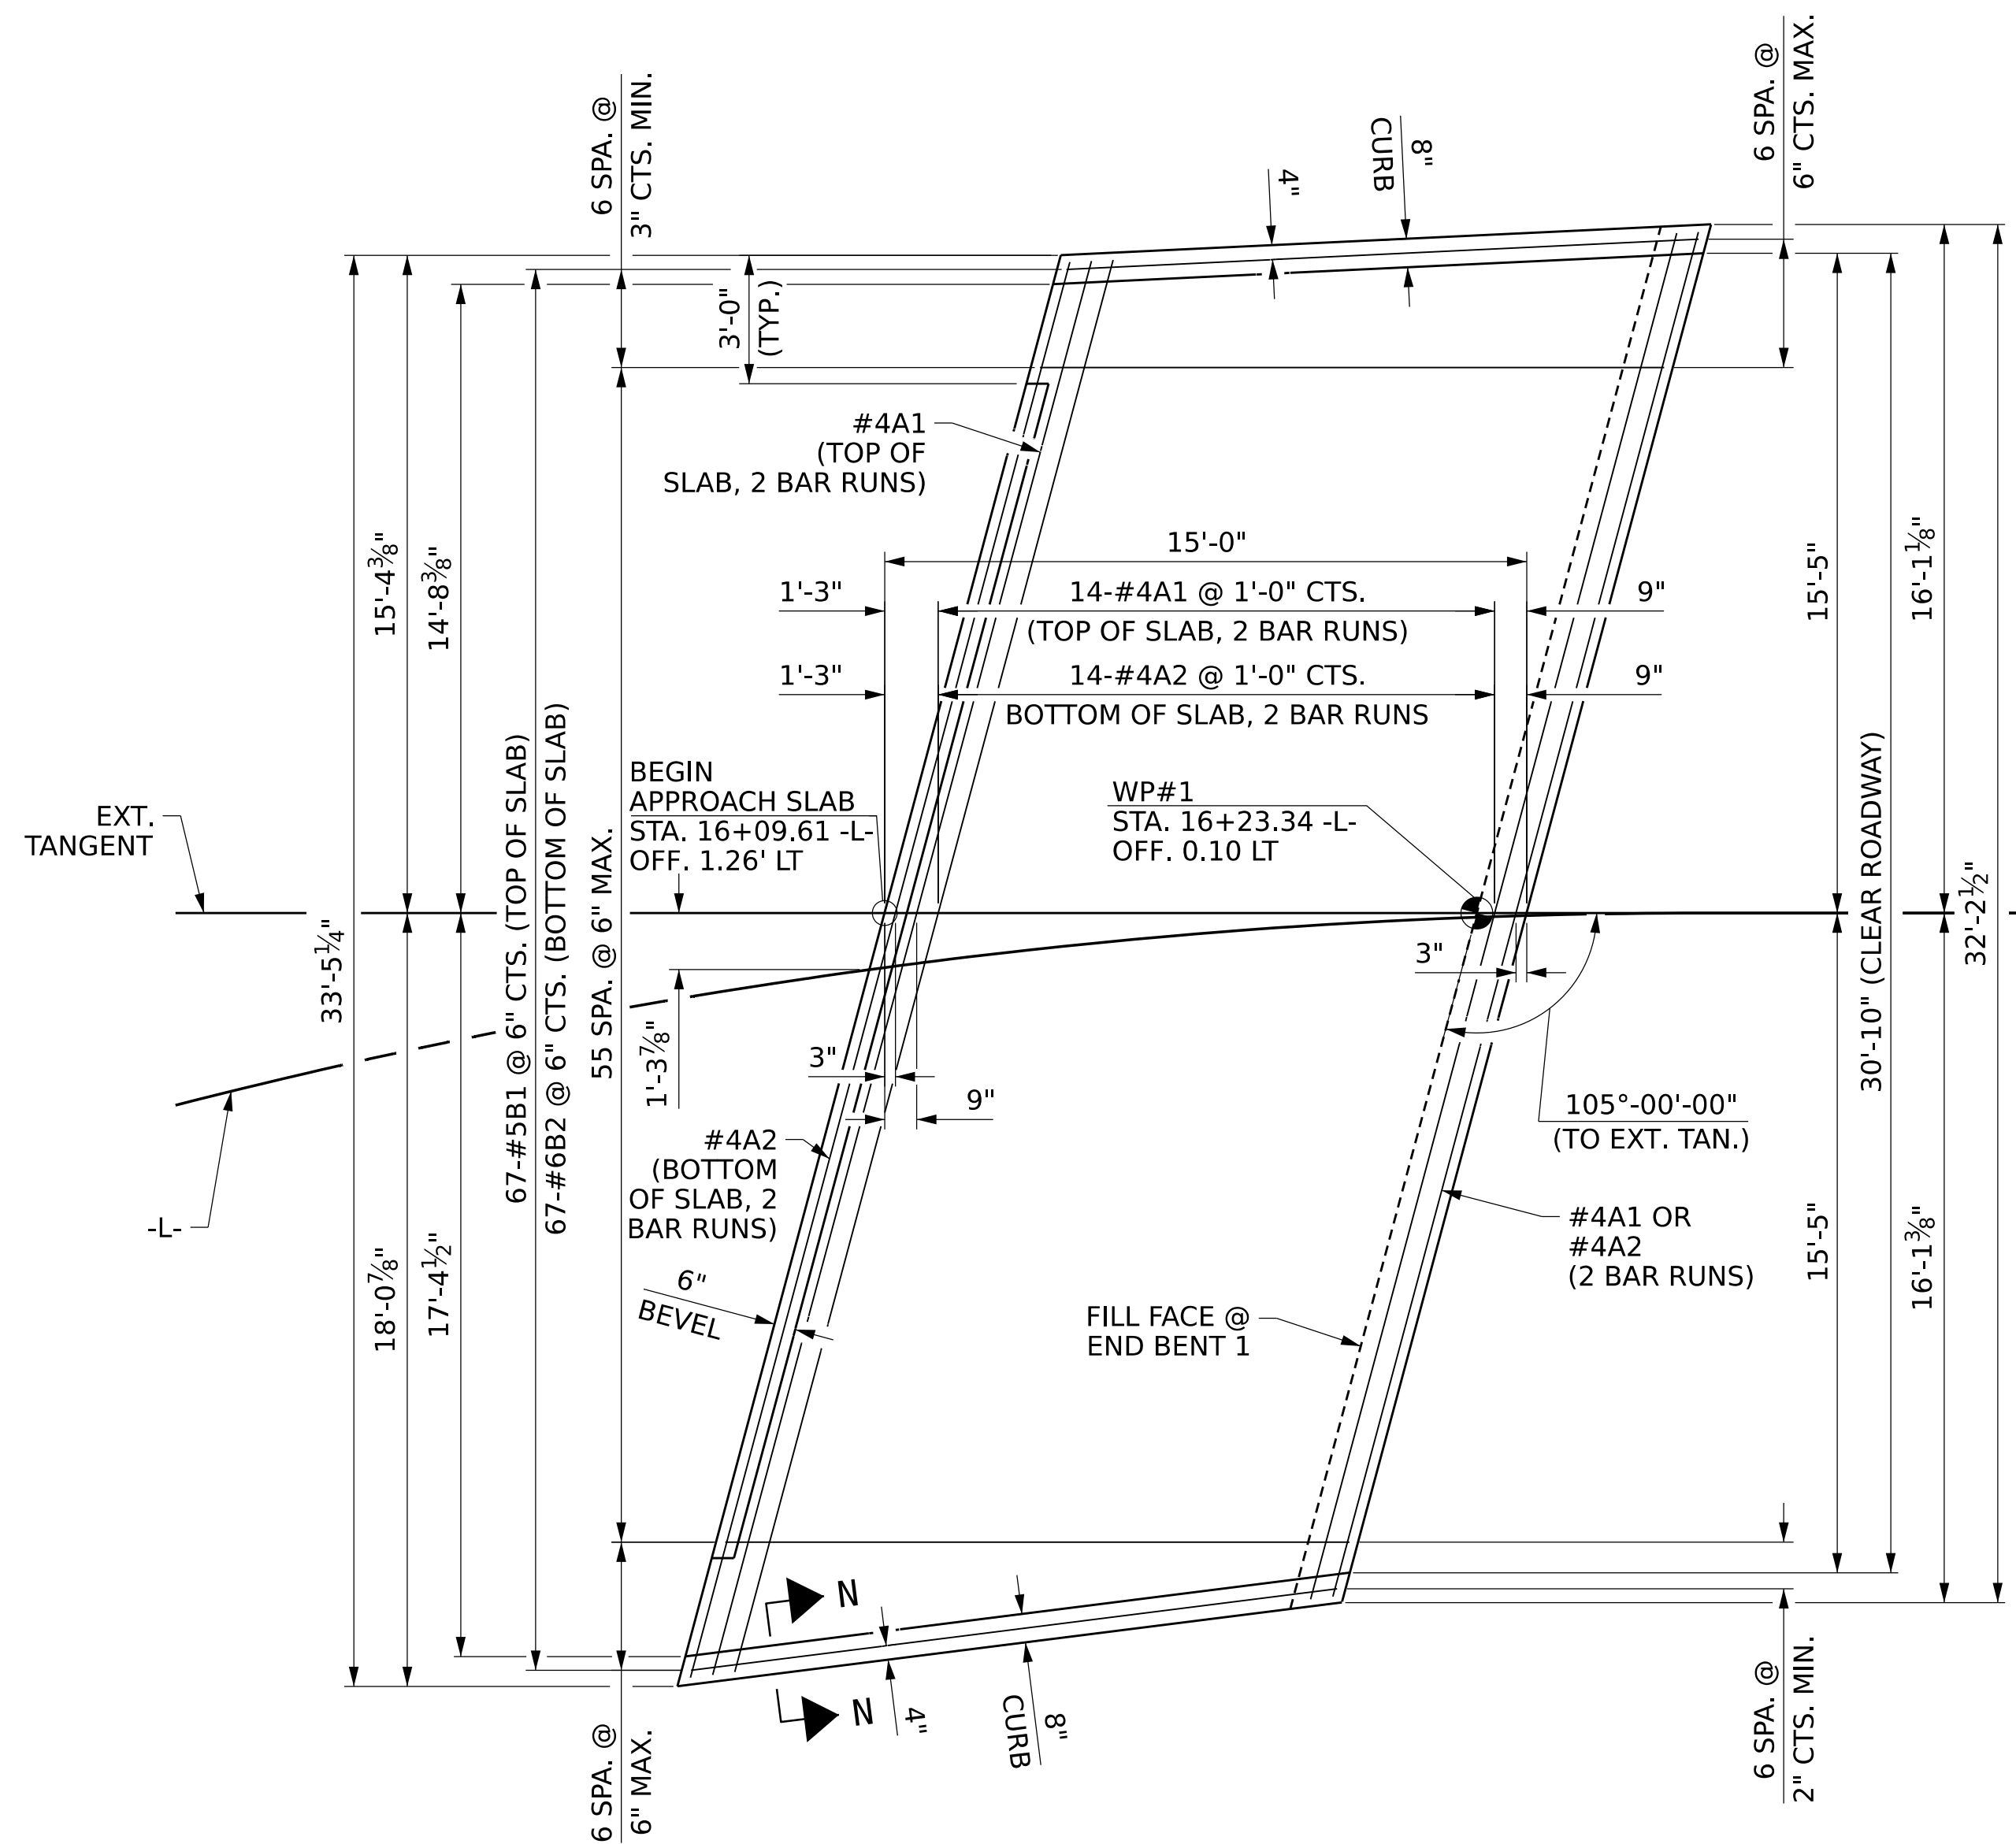 6 SPA. @
3" CTS. MIN.
6 SPA. @
6" CTS. MAX.
8"
CURB
4"
3'-0"
(TYP.)
#4A1
(TOP OF
SLAB, 2 BAR RUNS)
15'-4⅜"
14'-8⅜"
15'-0"
1'-3"
14-#4A1 @ 1'-0" CTS.
9"
(TOP OF SLAB, 2 BAR RUNS)
1'-3"
14-#4A2 @ 1'-0" CTS.
9"
BOTTOM OF SLAB, 2 BAR RUNS
15'-5"
16'-1⅛"
BEGIN
APPROACH SLAB
STA. 16+09.61 -L-
OFF. 1.26' LT
WP#1
STA. 16+23.34 -L-
OFF. 0.10 LT
EXT.
TANGENT
33'-5¼"
67-#5B1 @ 6" CTS. (TOP OF SLAB)
67-#6B2 @ 6" CTS. (BOTTOM OF SLAB)
55 SPA. @ 6" MAX.
30'-10" (CLEAR ROADWAY)
32'-2½"
3"
1'-3⅞"
3"
9"
105°-00'-00"
(TO EXT. TAN.)
#4A2
(BOTTOM
OF SLAB, 2
BAR RUNS)
-L-
#4A1 OR
#4A2
(2 BAR RUNS)
18'-0⅞"
17'-4½"
15'-5"
16'-1⅜"
6"
BEVEL
FILL FACE @
END BENT 1
N
N
4"
8"
CURB
6 SPA. @
6" MAX.
6 SPA. @
2" CTS. MIN.